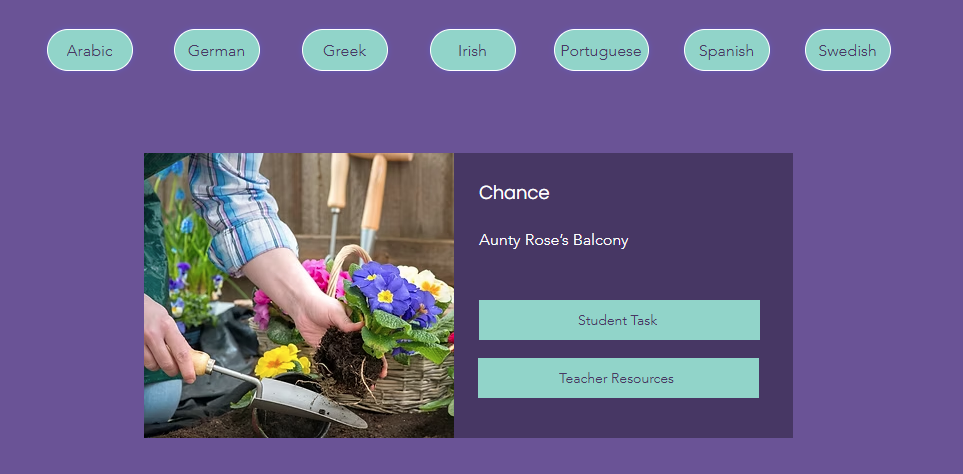 Arabic German Greek Irish Portuguese Spanish Swedish
Chance
Aunty Rose’s Balcony
Student Task
Teacher Resources